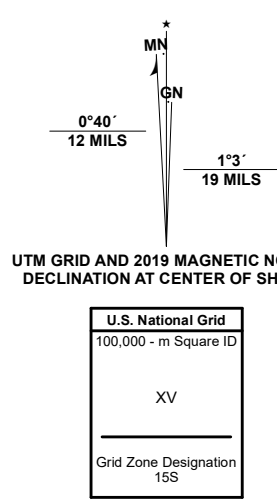 ★
MN
GN
0°40´
12 MILS
1°3´
19 MILS
UTM GRID AND 2019 MAGNETIC NO
DECLINATION AT CENTER OF SH
U.S. National Grid
100,000 - m Square ID
XV
Grid Zone Designation
15S